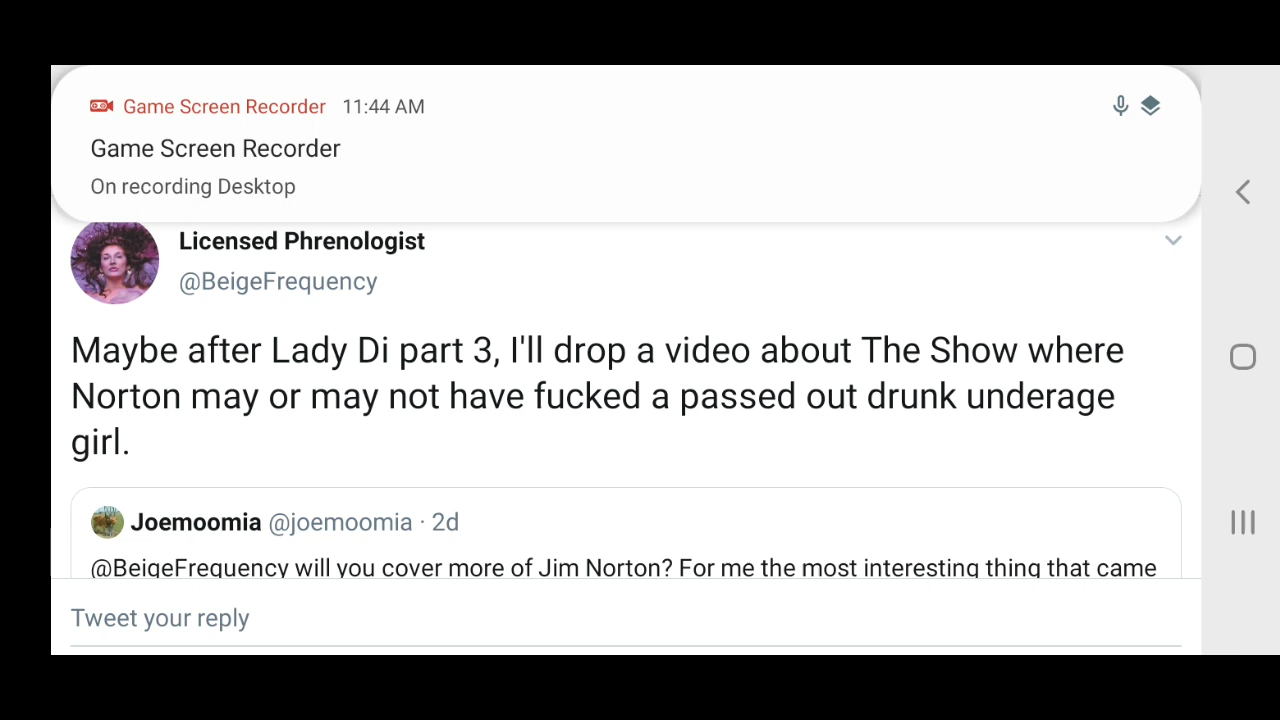 Game Screen Recorder 11:44 AM
Game Screen Recorder
On recording Desktop
Licensed Phrenologist
@BeigeFrequency
Maybe after Lady Di part 3, I'll drop a video about The Show where
Norton may or may not have fucked a passed out drunk underage
girl.
Joemoomia @joemoomia · 2d
@BeigeFrequency will you cover more of Jim Norton? For me the most interesting thing that came
Tweet your reply